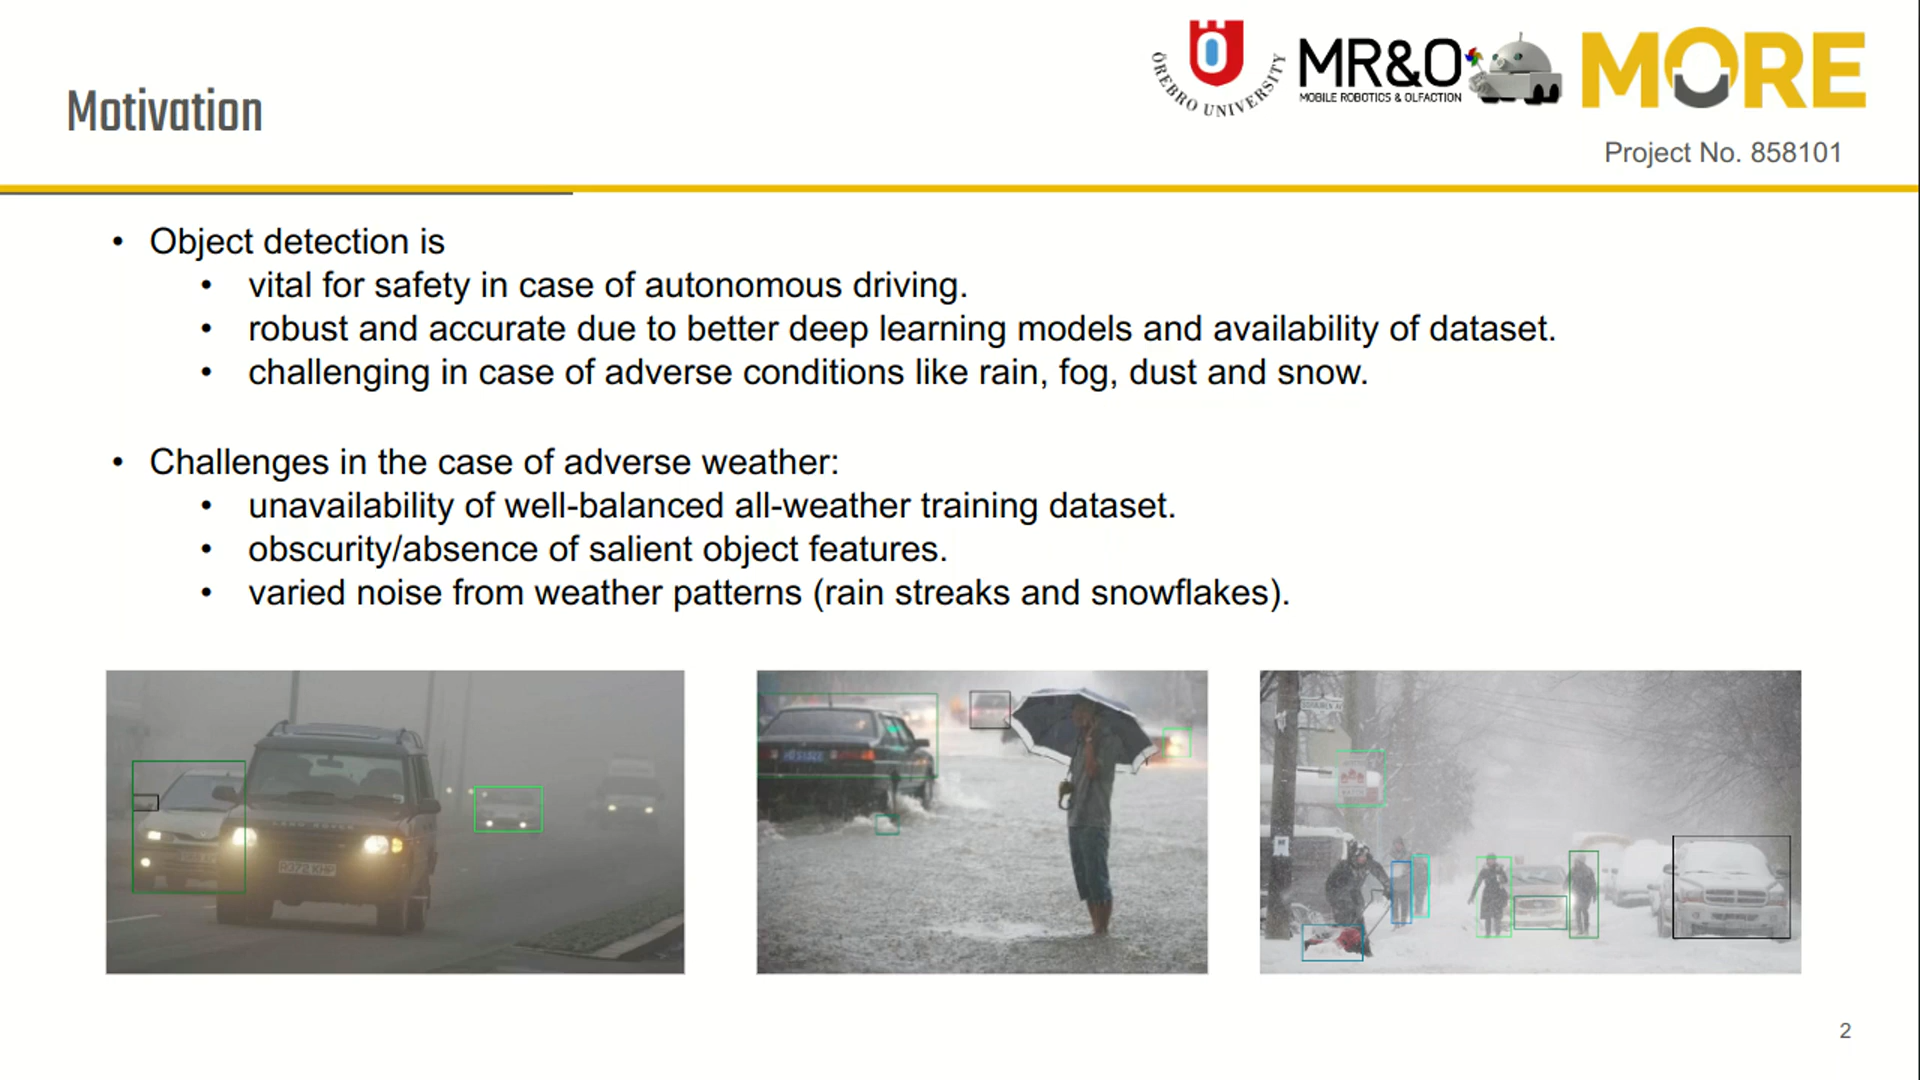 ÖREBRO UNIVERSITY
MR&O
MOBILE ROBOTICS & OLFACTION
MORE
Motivation
Project No. 858101
• Object detection is
• vital for safety in case of autonomous driving.
• robust and accurate due to better deep learning models and availability of dataset.
• challenging in case of adverse conditions like rain, fog, dust and snow.
• Challenges in the case of adverse weather:
• unavailability of well-balanced all-weather training dataset.
• obscurity/absence of salient object features.
• varied noise from weather patterns (rain streaks and snowflakes).
2